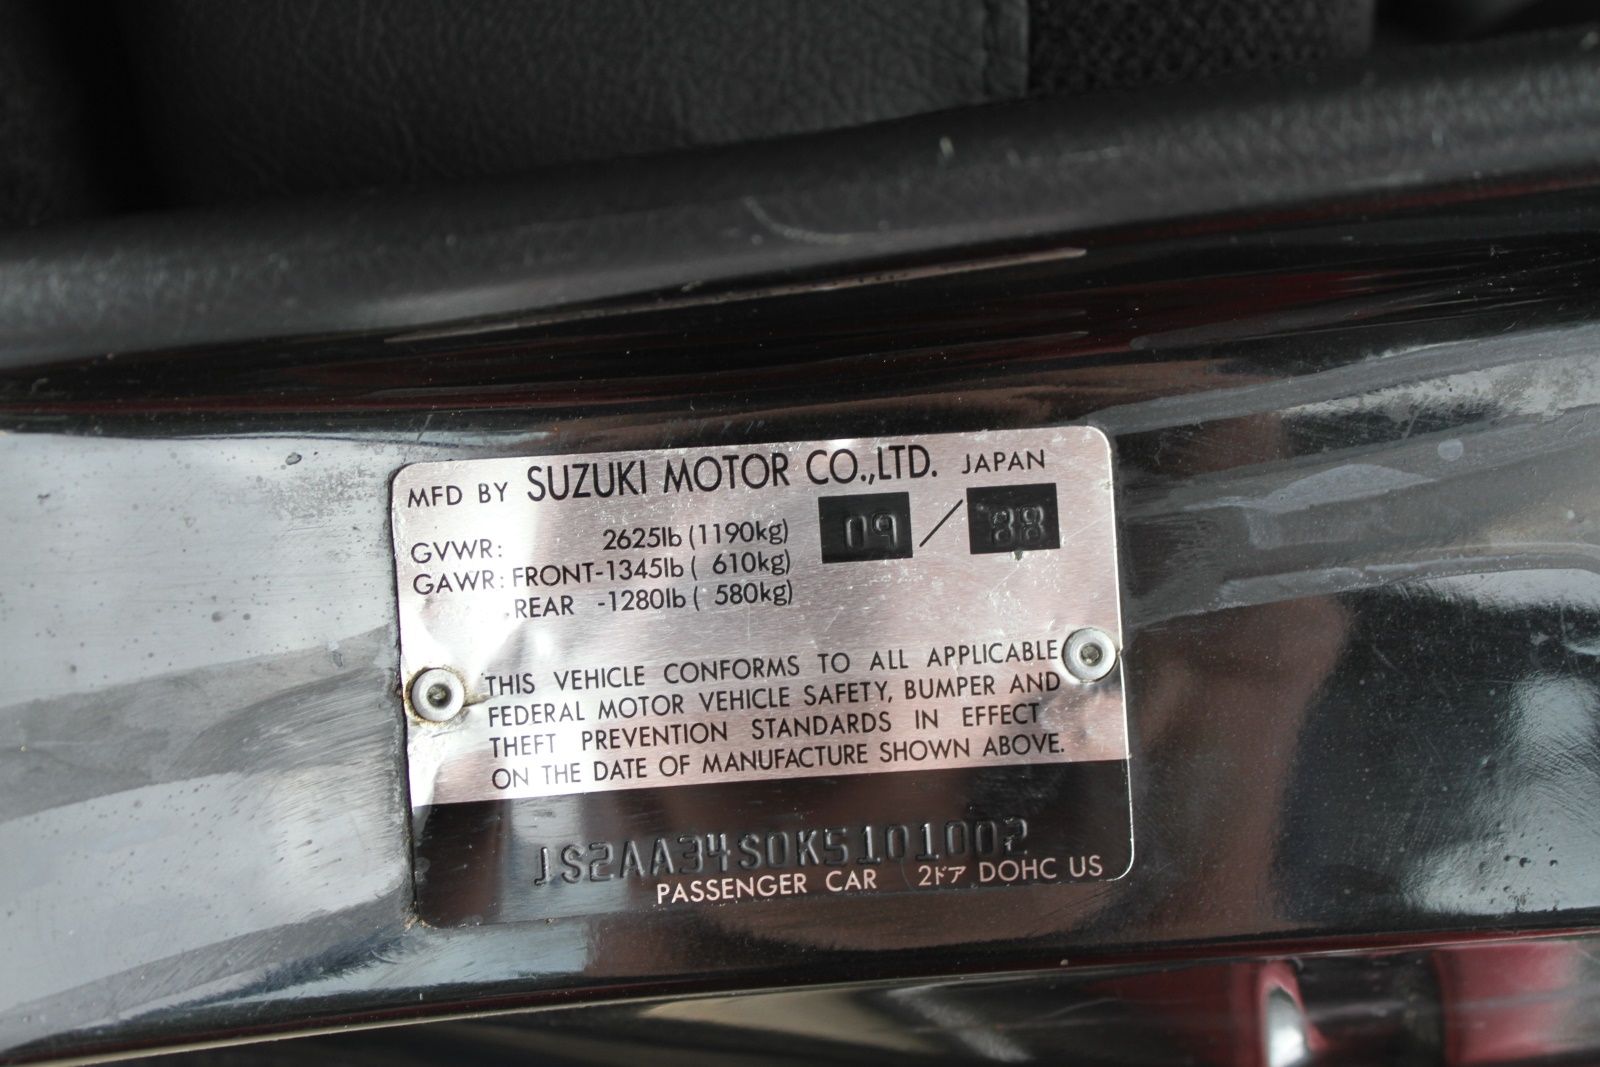 MFD BY SUZUKI MOTOR CO.,LTD. JAPAN
09 / 88
GVWR: 2625lb (1190kg)
GAWR: FRONT-1345lb ( 610kg)
REAR -1280lb ( 580kg)
THIS VEHICLE CONFORMS TO ALL APPLICABLE
FEDERAL MOTOR VEHICLE SAFETY, BUMPER AND
THEFT PREVENTION STANDARDS IN EFFECT
ON THE DATE OF MANUFACTURE SHOWN ABOVE.
JS2AA34S0K5101002
PASSENGER CAR (2ドア DOHC US